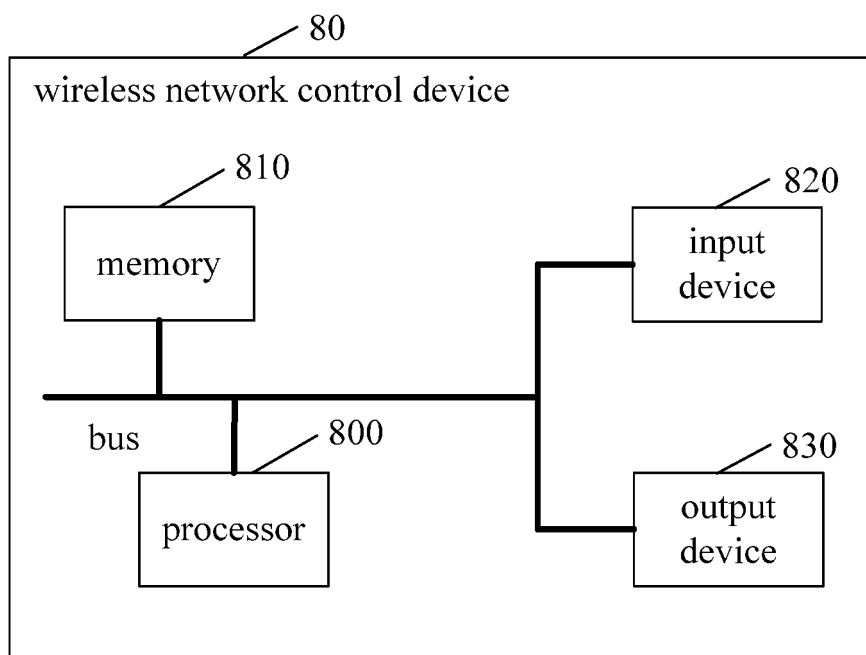 80
wireless network control device
810
memory
820
input
device
bus
800
processor
830
output
device